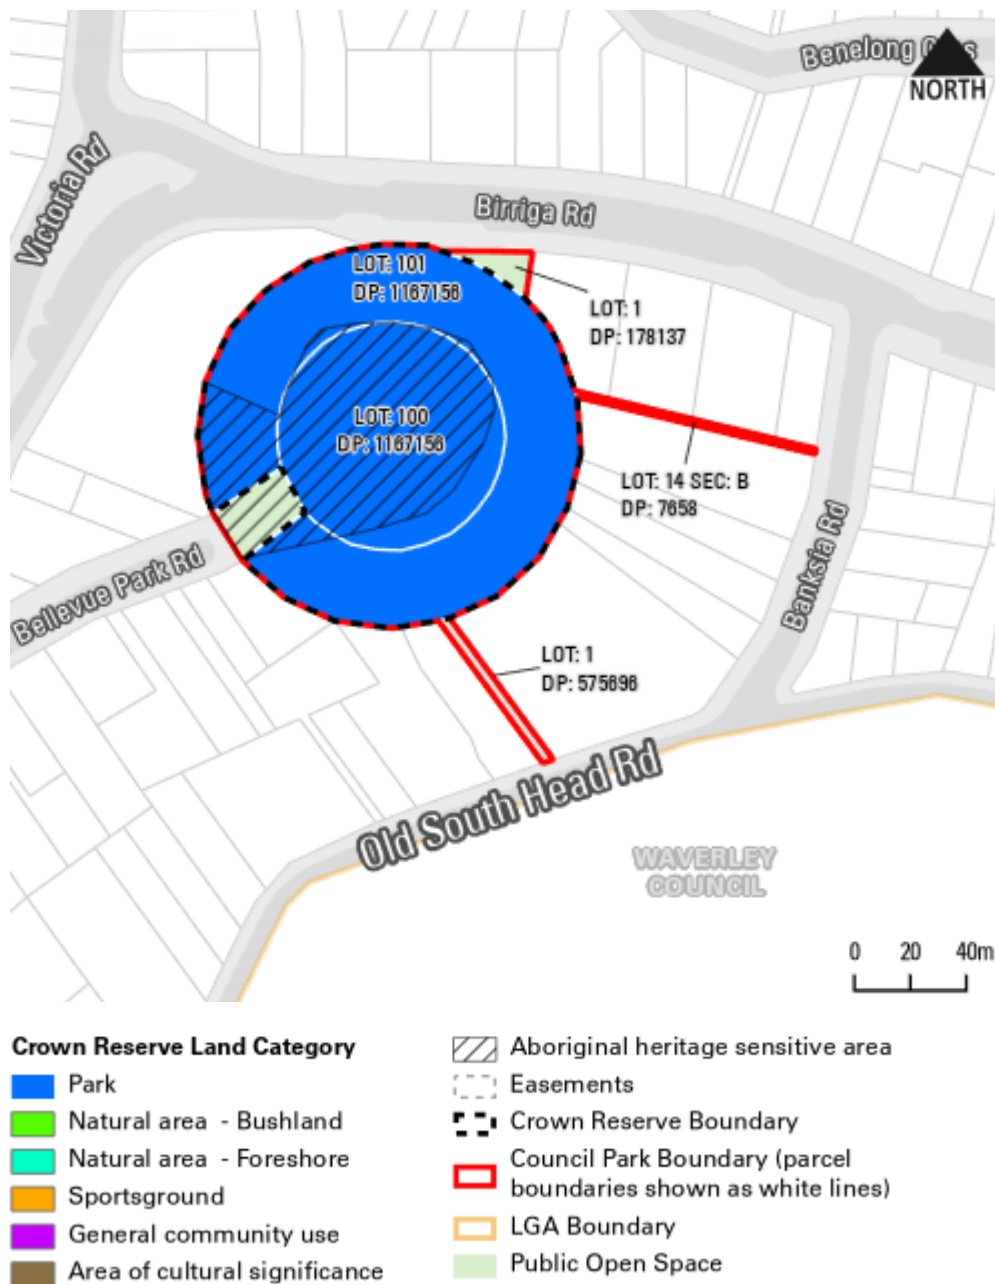 Benelong
NORTH
Victoria Rd
Birriga Rd
LOT: 101
DP: 1167156
LOT: 1
DP: 178137
LOT: 100
DP: 1167156
LOT: 14 SEC: B
DP: 7658
Bellevue Park Rd
Banksia Rd
LOT: 1
DP: 575696
Old South Head Rd
WAVERLEY
COUNCIL
0 20 40m
Crown Reserve Land Category
Park
Natural area - Bushland
Natural area - Foreshore
Sportsground
General community use
Area of cultural significance
Aboriginal heritage sensitive area
Easements
Crown Reserve Boundary
Council Park Boundary (parcel
boundaries shown as white lines)
LGA Boundary
Public Open Space